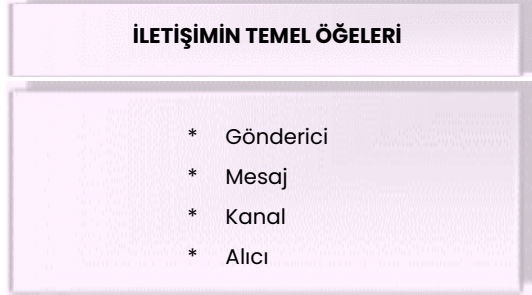 İLETİŞİMİN TEMEL ÖĞELERİ
* Gönderici
* Mesaj
* Kanal
* Alıcı